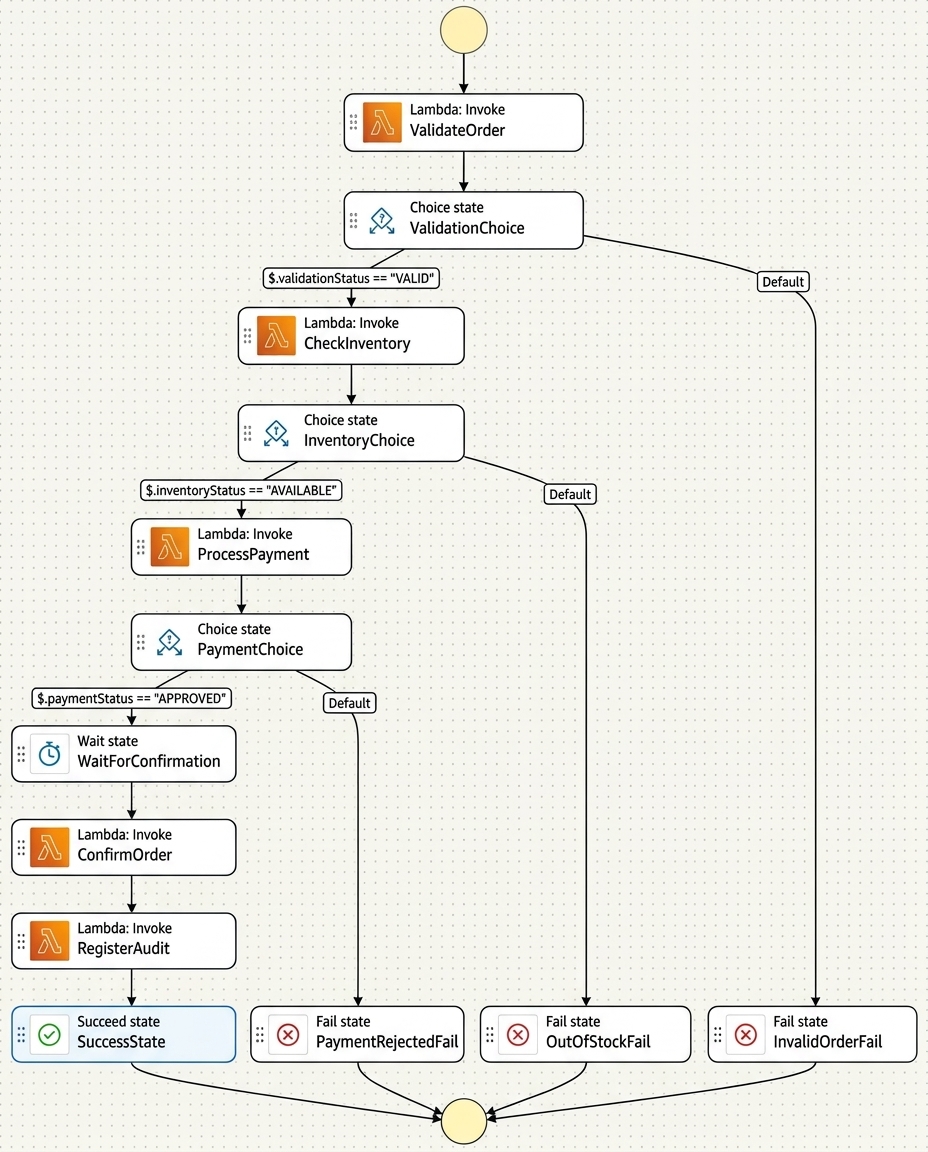 Lambda: Invoke
ValidateOrder
Choice state
ValidationChoice
$.validationStatus == "VALID"
Default
Lambda: Invoke
CheckInventory
Choice state
InventoryChoice
$.inventoryStatus == "AVAILABLE"
Default
Lambda: Invoke
ProcessPayment
Choice state
PaymentChoice
$.paymentStatus == "APPROVED"
Default
Wait state
WaitForConfirmation
Lambda: Invoke
ConfirmOrder
Lambda: Invoke
RegisterAudit
Succeed state
SuccessState
Fail state
PaymentRejectedFail
Fail state
OutOfStockFail
Fail state
InvalidOrderFail